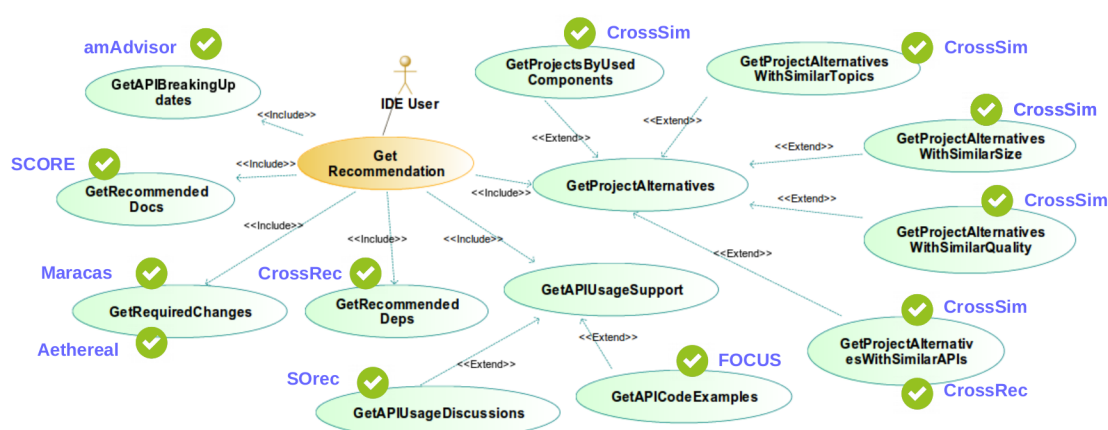 amAdvisor
CrossSim
CrossSim
GetAPIBreakingUp
dates
IDE User
GetProjectsByUsed
Components
GetProjectAlternatives
WithSimilarTopics
<<Include>>
<<Extend>>
<<Extend>>
CrossSim
GetProjectAlternatives
WithSimilarSize
<<Extend>>
SCORE
GetRecommended
Docs
<<Include>>
Get
Recommendation
<<Include>>
GetProjectAlternatives
<<Extend>>
CrossSim
GetProjectAlternatives
WithSimilarQuality
<<Include>>
<<Include>>
<<Include>>
<<Extend>>
Maracas
GetRequiredChanges
Aethereal
CrossRec
GetRecommended
Deps
GetAPIUsageSupport
CrossSim
GetProjectAlternativ
esWithSimilarAPIs
CrossRec
<<Extend>>
<<Extend>>
SOrec
GetAPIUsageDiscussions
FOCUS
GetAPICodeExamples